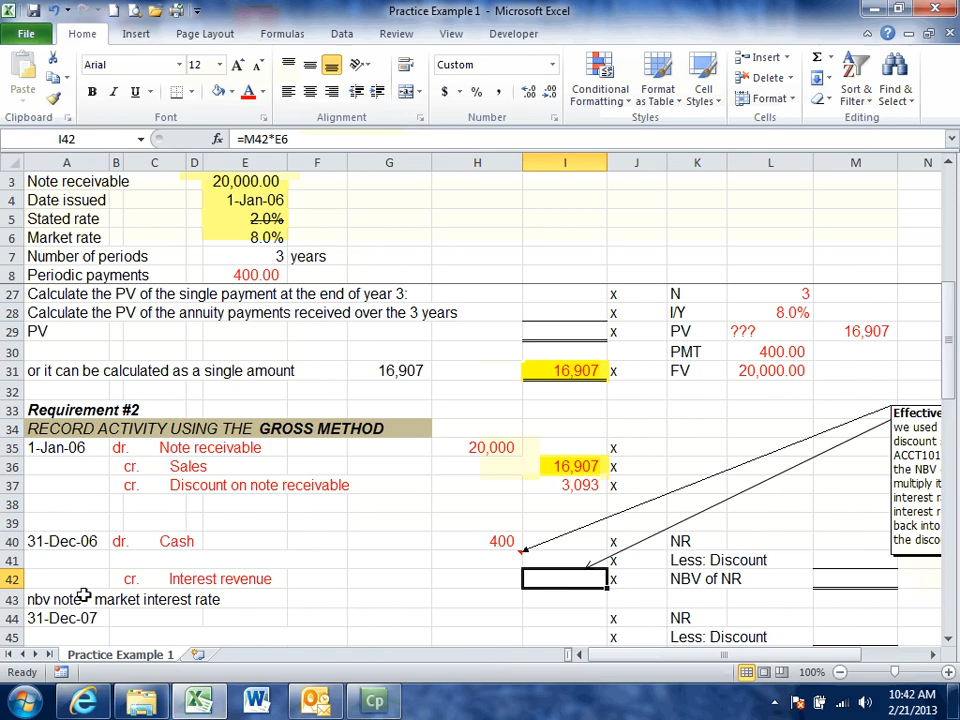 Practice Example 1 - Microsoft Excel
File Home Insert Page Layout Formulas Data Review View Developer
Paste
Clipboard
Arial 12
B I U
Font
Alignment
Custom
$ % ,
Number
Conditional Formatting
Format as Table
Cell Styles
Styles
Insert
Delete
Format
Cells
Sort & Filter
Find & Select
Editing
I42 fx =M42*E6
A B C D E F G H I J K L M N
3 Note receivable 20,000.00
4 Date issued 1-Jan-06
5 Stated rate 2.0%
6 Market rate 8.0%
7 Number of periods 3 years
8 Periodic payments 400.00
27 Calculate the PV of the single payment at the end of year 3: x N 3
28 Calculate the PV of the annuity payments received over the 3 years x I/Y 8.0%
29 PV x PV ??? 16,907
30 PMT 400.00
31 or it can be calculated as a single amount 16,907 16,907 x FV 20,000.00
32
33 Requirement #2
34 RECORD ACTIVITY USING THE GROSS METHOD
35 1-Jan-06 dr. Note receivable 20,000 x
36 cr. Sales 16,907 x
37 cr. Discount on note receivable 3,093 x
38
39
40 31-Dec-06 dr. Cash 400 x NR
41 x Less: Discount
42 cr. Interest revenue x NBV of NR
43 nbv note market interest rate
44 31-Dec-07 x NR
45 x Less: Discount
Effective
we used
discount
ACCT101
the NBV
multiply it
interest r
interest r
back into
the disco
Practice Example 1
Ready 100%
10:42 AM
2/21/2013